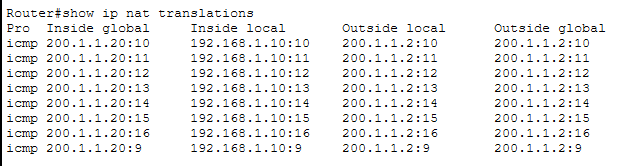 Router#show ip nat translations
Pro  Inside global     Inside local       Outside local      Outside global
icmp 200.1.1.20:10     192.168.1.10:10    200.1.1.2:10       200.1.1.2:10
icmp 200.1.1.20:11     192.168.1.10:11    200.1.1.2:11       200.1.1.2:11
icmp 200.1.1.20:12     192.168.1.10:12    200.1.1.2:12       200.1.1.2:12
icmp 200.1.1.20:13     192.168.1.10:13    200.1.1.2:13       200.1.1.2:13
icmp 200.1.1.20:14     192.168.1.10:14    200.1.1.2:14       200.1.1.2:14
icmp 200.1.1.20:15     192.168.1.10:15    200.1.1.2:15       200.1.1.2:15
icmp 200.1.1.20:16     192.168.1.10:16    200.1.1.2:16       200.1.1.2:16
icmp 200.1.1.20:9      192.168.1.10:9     200.1.1.2:9        200.1.1.2:9